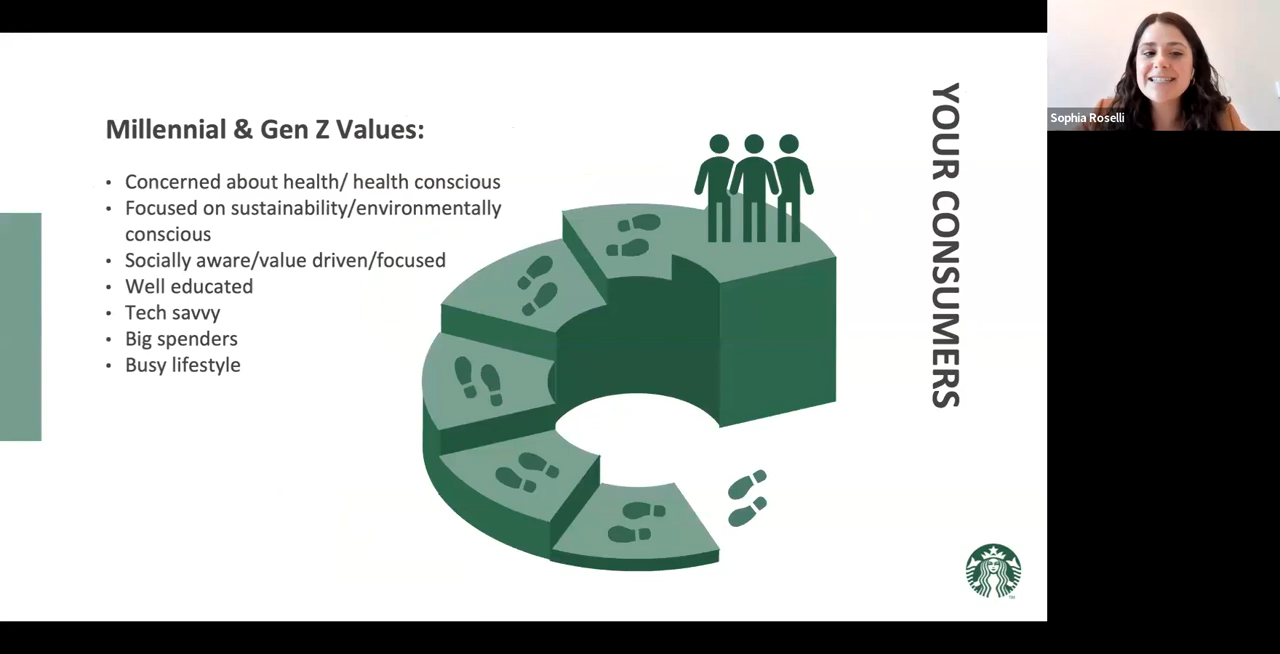 Millennial & Gen Z Values:
• Concerned about health/ health conscious
• Focused on sustainability/environmentally
conscious
• Socially aware/value driven/focused
• Well educated
• Tech savvy
• Big spenders
• Busy lifestyle
YOUR CONSUMERS
Sophia Roselli
TM